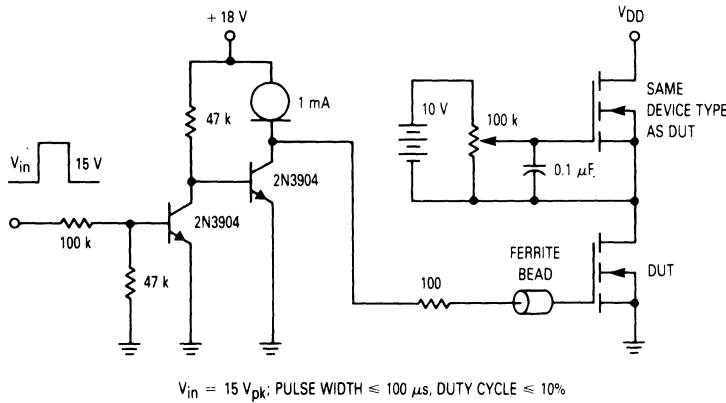 + 18 V
V_DD
1 mA
47 k
10 V
100 k
SAME
DEVICE TYPE
AS DUT
0.1 μF
V_in
15 V
2N3904
2N3904
100 k
47 k
FERRITE
BEAD
DUT
100
V_in = 15 V_pk; PULSE WIDTH ≤ 100 μs, DUTY CYCLE ≤ 10%